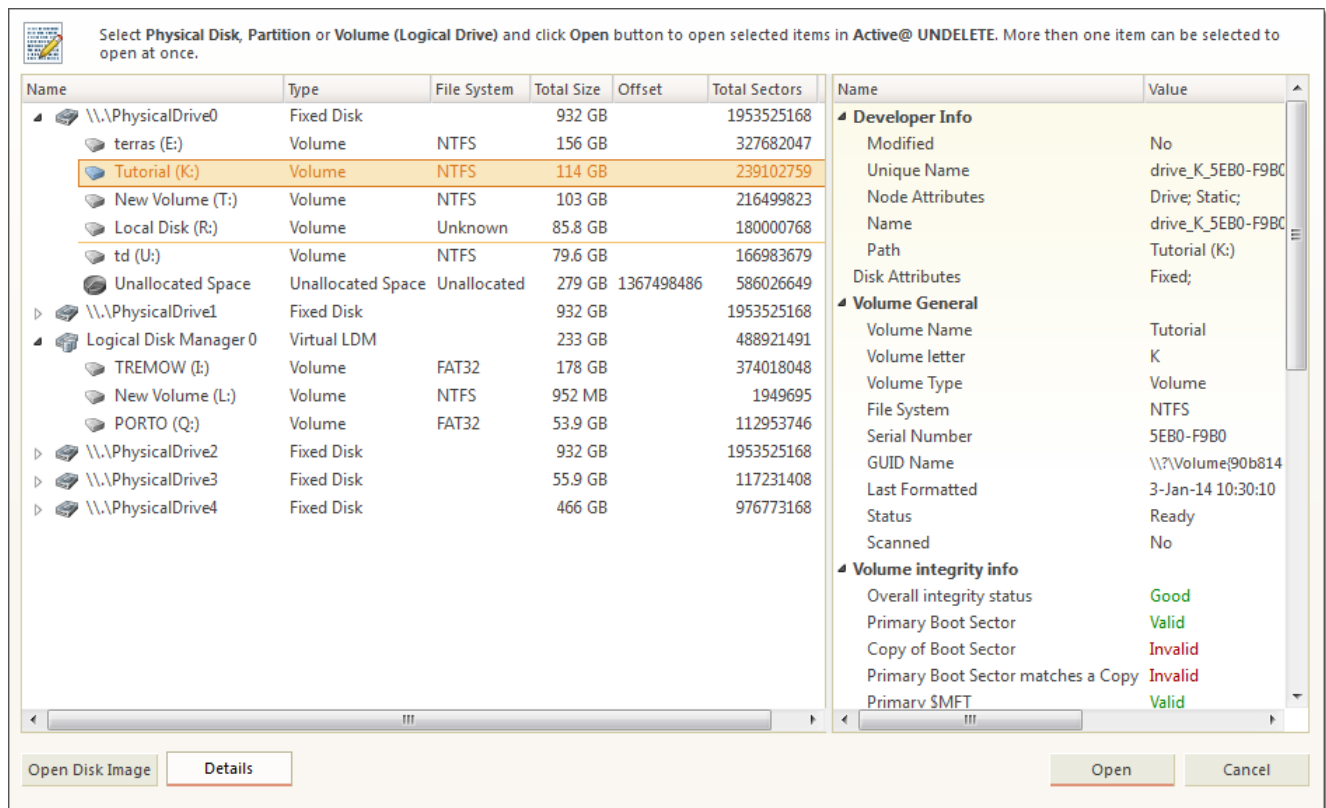 Select Physical Disk, Partition or Volume (Logical Drive) and click Open button to open selected items in Active@ UNDELETE. More then one item can be selected to
open at once.
Name Type File System Total Size Offset Total Sectors
\\.\PhysicalDrive0 Fixed Disk 932 GB 1953525168
terras (E:) Volume NTFS 156 GB 327682047
Tutorial (K:) Volume NTFS 114 GB 239102759
New Volume (T:) Volume NTFS 103 GB 216499823
Local Disk (R:) Volume Unknown 85.8 GB 180000768
td (U:) Volume NTFS 79.6 GB 166983679
Unallocated Space Unallocated Space Unallocated 279 GB 1367498486 586026649
\\.\PhysicalDrive1 Fixed Disk 932 GB 1953525168
Logical Disk Manager 0 Virtual LDM 233 GB 488921491
TREMOW (I:) Volume FAT32 178 GB 374018048
New Volume (L:) Volume NTFS 952 MB 1949695
PORTO (Q:) Volume FAT32 53.9 GB 112953746
\\.\PhysicalDrive2 Fixed Disk 932 GB 1953525168
\\.\PhysicalDrive3 Fixed Disk 55.9 GB 117231408
\\.\PhysicalDrive4 Fixed Disk 466 GB 976773168
Name Value
Developer Info
Modified No
Unique Name drive_K_5EB0-F9B0
Node Attributes Drive; Static;
Name drive_K_5EB0-F9B0
Path Tutorial (K:)
Disk Attributes Fixed;
Volume General
Volume Name Tutorial
Volume letter K
Volume Type Volume
File System NTFS
Serial Number 5EB0-F9B0
GUID Name \\?\Volume{90b814
Last Formatted 3-Jan-14 10:30:10
Status Ready
Scanned No
Volume integrity info
Overall integrity status Good
Primary Boot Sector Valid
Copy of Boot Sector Invalid
Primary Boot Sector matches a Copy Invalid
Primary $MFT Valid
Open Disk Image Details Open Cancel